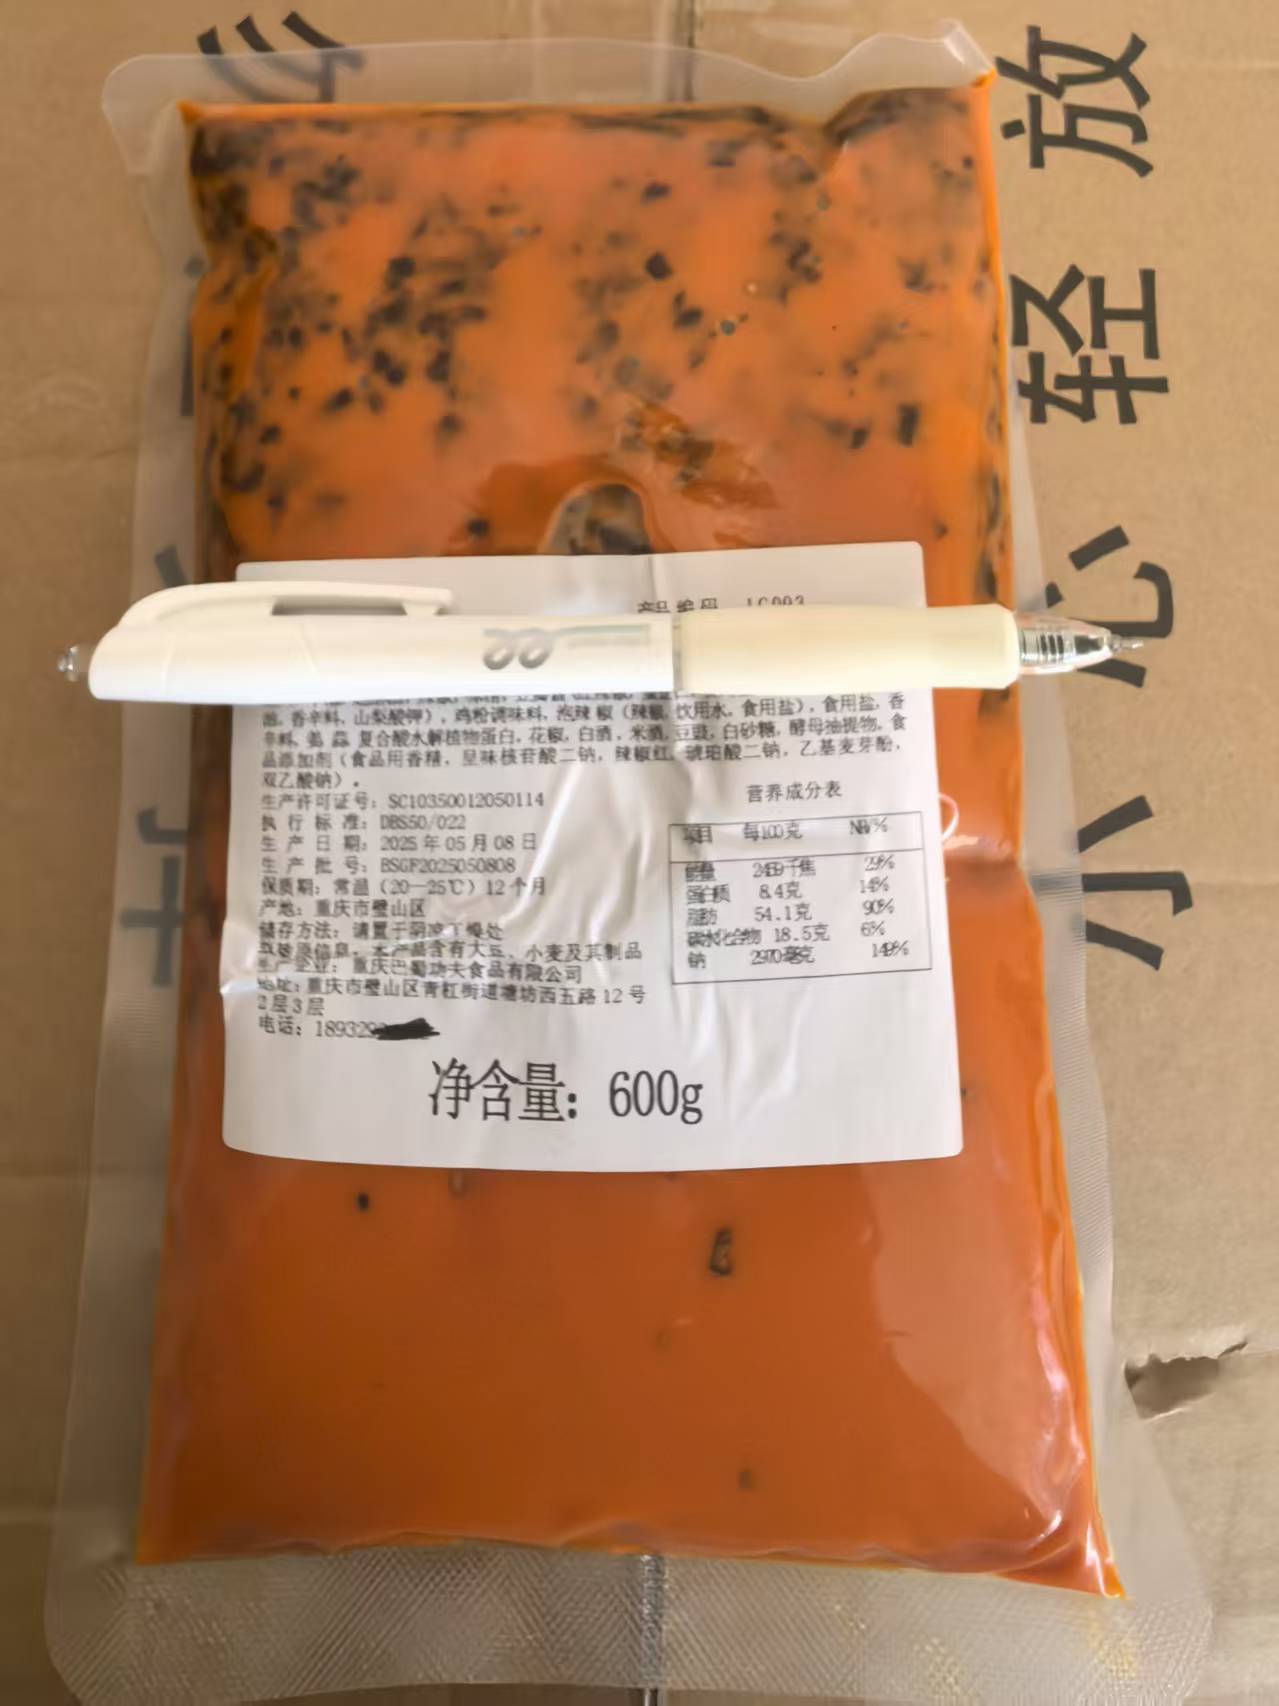 小心轻放
产品编码
油，香辛料，山梨酸钾），鸡粉调味料，泡辣椒（辣椒，饮用水，食用盐），食用盐，香
辛料，姜，蒜，复合酸水解植物蛋白，花椒，白酒，米酒，豆豉，白砂糖，酵母抽提物，食
品添加剂（食品用香精，呈味核苷酸二钠，辣椒红，琥珀酸二钠，乙基麦芽酚，
双乙酸钠）。
生产许可证号：SC10350012050114
执行标准：DBS50/022
生产日期：2025年05月08日
生产批号：BSGF2025050808
保质期：常温（20—25℃）12个月
产地：重庆市璧山区
储存方法：请置于阴凉干燥处
致敏原信息：本产品含有大豆、小麦及其制品
生产企业：重庆巴蜀功夫食品有限公司
地址：重庆市璧山区青杠街道塘坊西五路12号
2层3层
电话：189329
营养成分表
项目 每100克 NRV%
能量 2459千焦 29%
蛋白质 8.4克 14%
脂肪 54.1克 90%
碳水化合物 18.5克 6%
钠 2970毫克 149%
净含量：600g